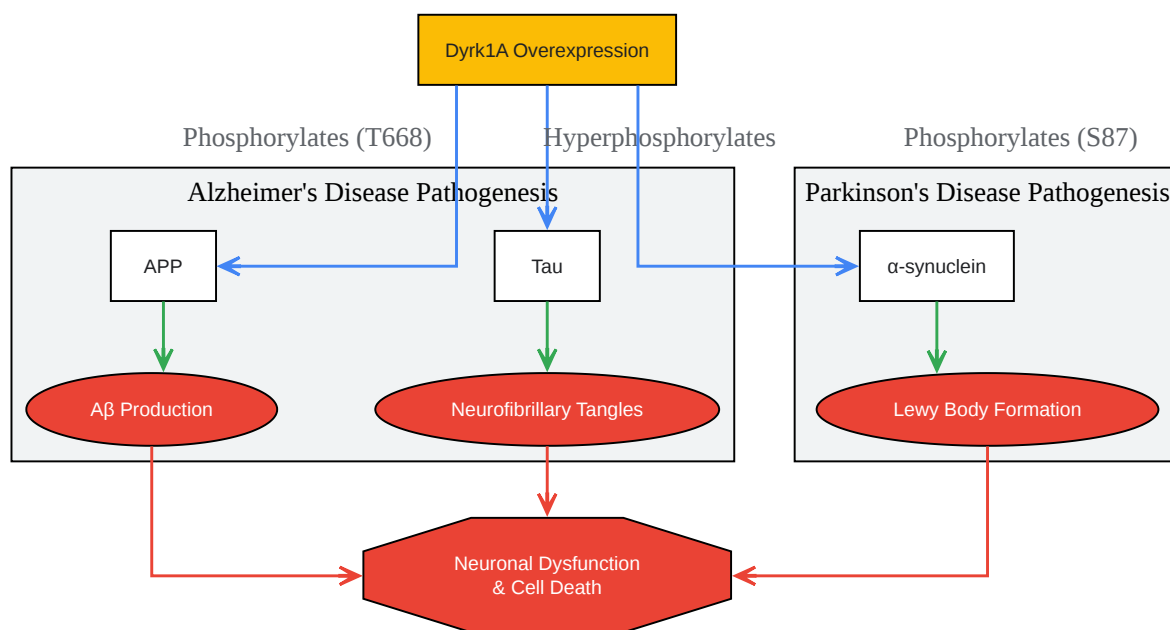 Dyrk1A Overexpression
Phosphorylates (T668)
Hyperphosphorylates
Phosphorylates (S87)
Alzheimer's Disease Pathogenesis
Parkinson's Disease Pathogenesis
APP
Tau
α-synuclein
Aβ Production
Neurofibrillary Tangles
Lewy Body Formation
Neuronal Dysfunction
& Cell Death